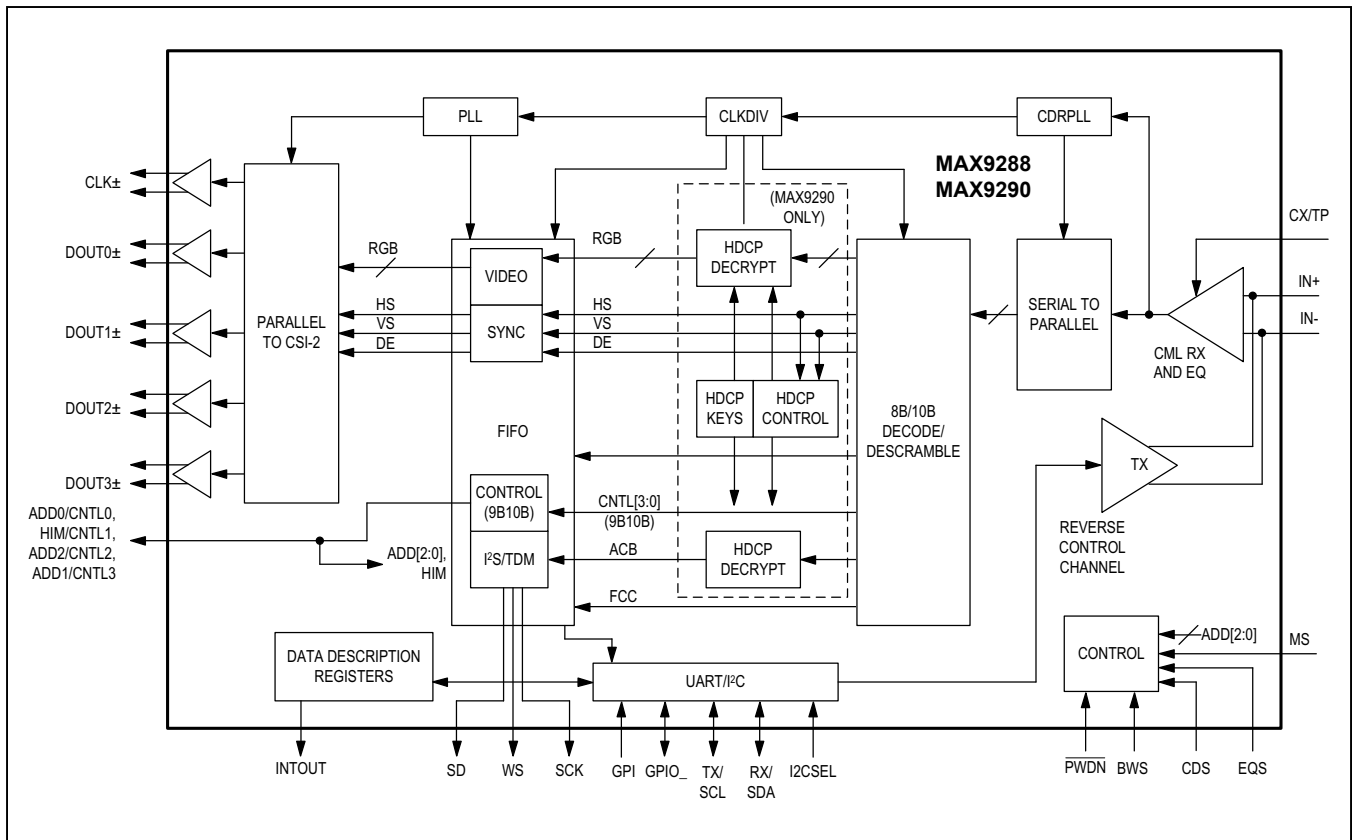 PLL
CLKDIV
CDRPLL
MAX9288
MAX9290
(MAX9290
ONLY)
CX/TP
CLK±
RGB
RGB
HDCP
DECRYPT
VIDEO
IN+
DOUT0±
HS
HS
SERIAL TO
PARALLEL
IN-
DOUT1±
PARALLEL
TO CSI-2
VS
SYNC
VS
DE
DE
CML RX
AND EQ
DOUT2±
HDCP
KEYS
HDCP
CONTROL
8B/10B
DECODE/
DESCRAMBLE
FIFO
TX
DOUT3±
ADD0/CNTL0,
HIM/CNTL1,
ADD2/CNTL2,
ADD1/CNTL3
CONTROL
(9B10B)
CNTL[3:0]
(9B10B)
REVERSE
CONTROL
CHANNEL
ADD[2:0],
HIM
I²S/TDM
ACB
HDCP
DECRYPT
FCC
DATA DESCRIPTION
REGISTERS
UART/I²C
CONTROL
ADD[2:0]
MS
INTOUT
SD
WS
SCK
GPI
GPIO_
TX/
SCL
RX/
SDA
I2CSEL
PWDN
BWS
CDS
EQS